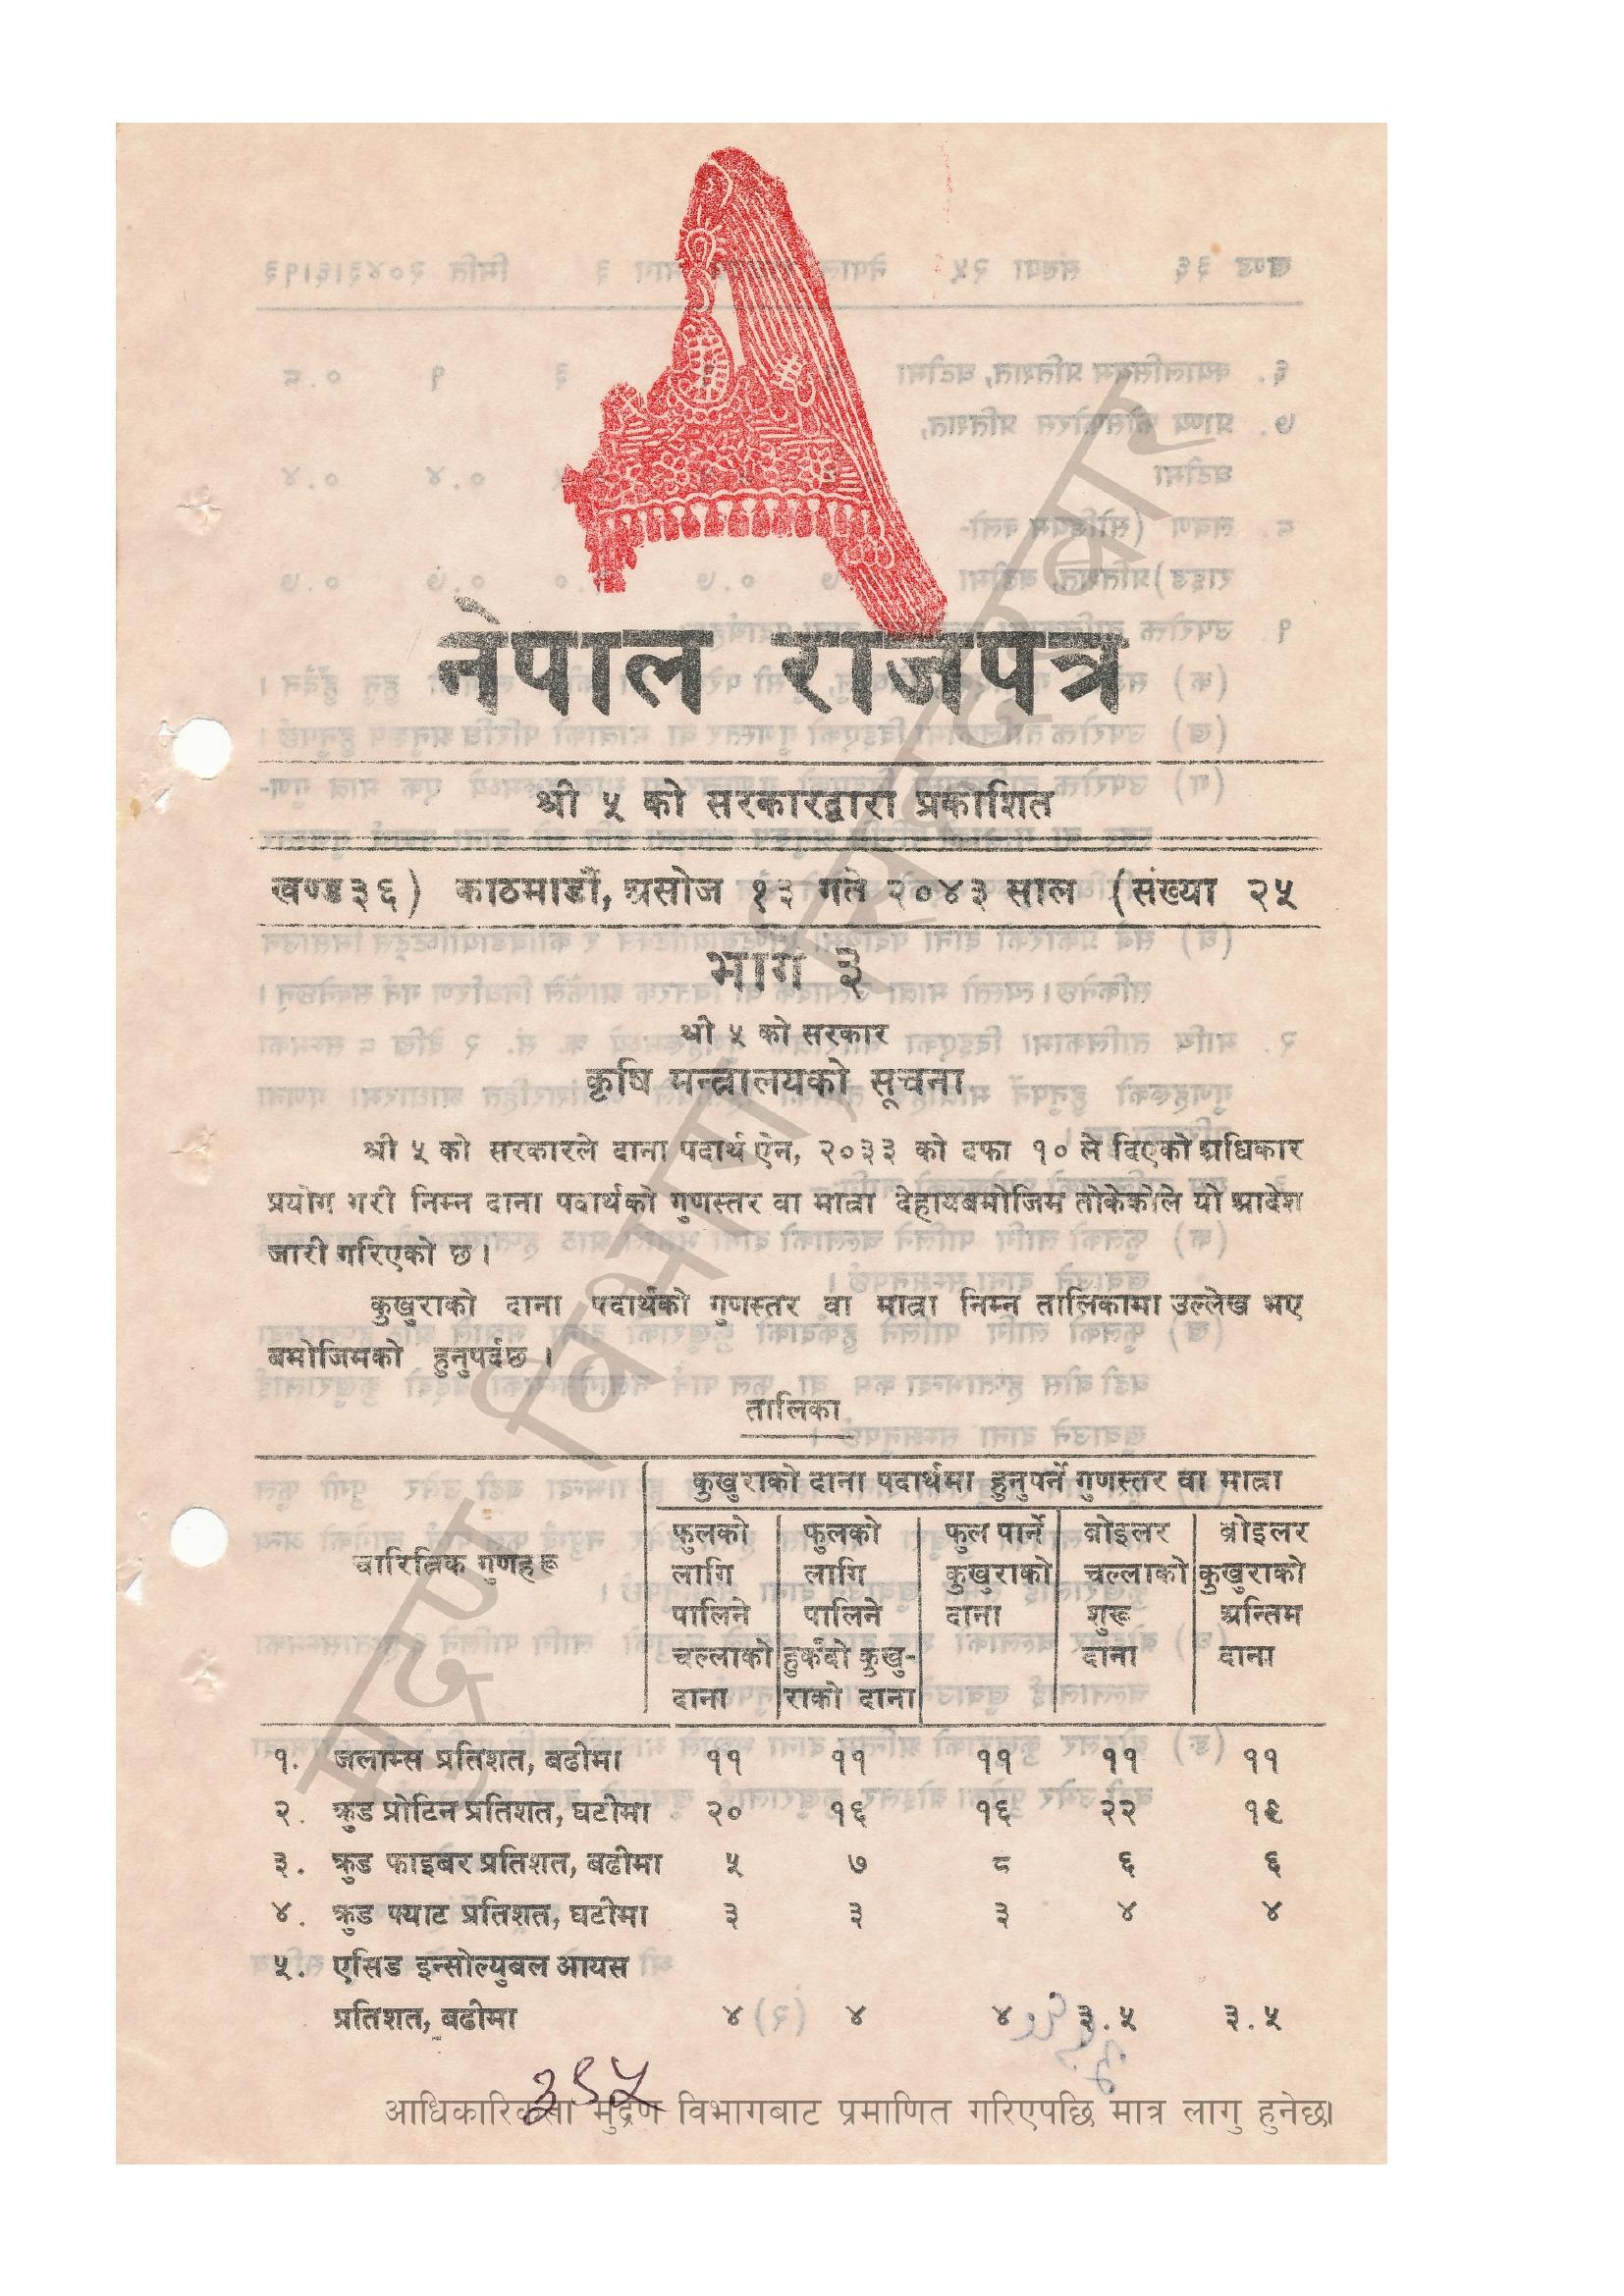 नेपाल राजपत्र
श्री ५ को सरकारद्वारा प्रकाशित
खण्ड ३६) काठमाडौं, असोज १३ गते २०४३ साल (संख्या २५
भाग ३
श्री ५ को सरकार
कृषि मन्त्रालयको सूचना
श्री ५ को सरकारले दाना पदार्थ ऐन, २०३३ को दफा १० ले दिएको अधिकार
प्रयोग गरी निम्न दाना पदार्थको गुणस्तर वा मात्रा देहायबमोजिम तोकेकोले यो आदेश
जारी गरिएको छ ।
कुखुराको दाना पदार्थको गुणस्तर वा मात्रा निम्न तालिकामा उल्लेख भए
बमोजिमको हुनुपर्दछ ।
तालिका
कुखुराको दाना पदार्थमा हुनुपर्ने गुणस्तर वा मात्रा
फुलको फुलको फुल पार्ने ब्रोइलर ब्रोइलर
चारित्रिक गुणहरू लागि लागि कुखुराको चल्लाको कुखुराको
पालिने पालिने दाना शुरू अन्तिम
चल्लाको हुर्कंदो कुखु- दाना दाना
दाना राको दाना
१. जलाम्स प्रतिशत, बढीमा ११ ११ ११ ११ ११
२. क्रुड प्रोटिन प्रतिशत, घटीमा २० १६ १६ २२ १९
३. क्रुड फाइबर प्रतिशत, बढीमा ५ ७ ८ ६ ६
४. क्रुड फ्याट प्रतिशत, घटीमा ३ ३ ३ ४ ४
५. एसिड इन्सोल्युबल आयस
प्रतिशत, बढीमा ४ ४ ४ ३.५ ३.५
आधिकारिकता मुद्रण विभागबाट प्रमाणित गरिएपछि मात्र लागु हुनेछ।